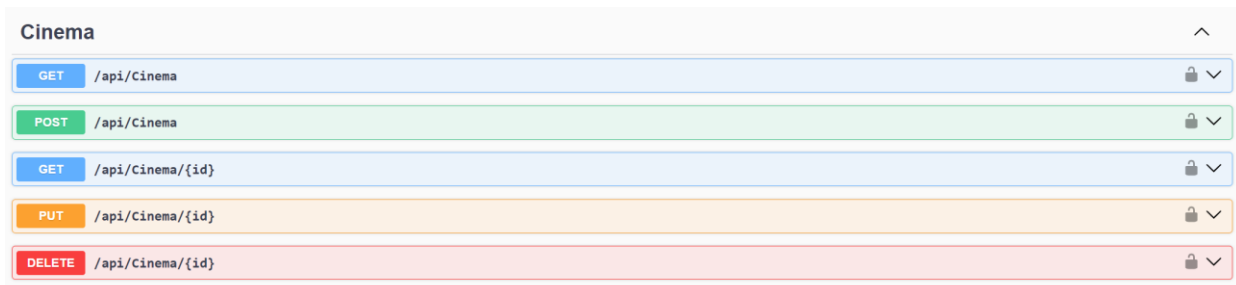 Cinema
GET /api/Cinema
POST /api/Cinema
GET /api/Cinema/{id}
PUT /api/Cinema/{id}
DELETE /api/Cinema/{id}